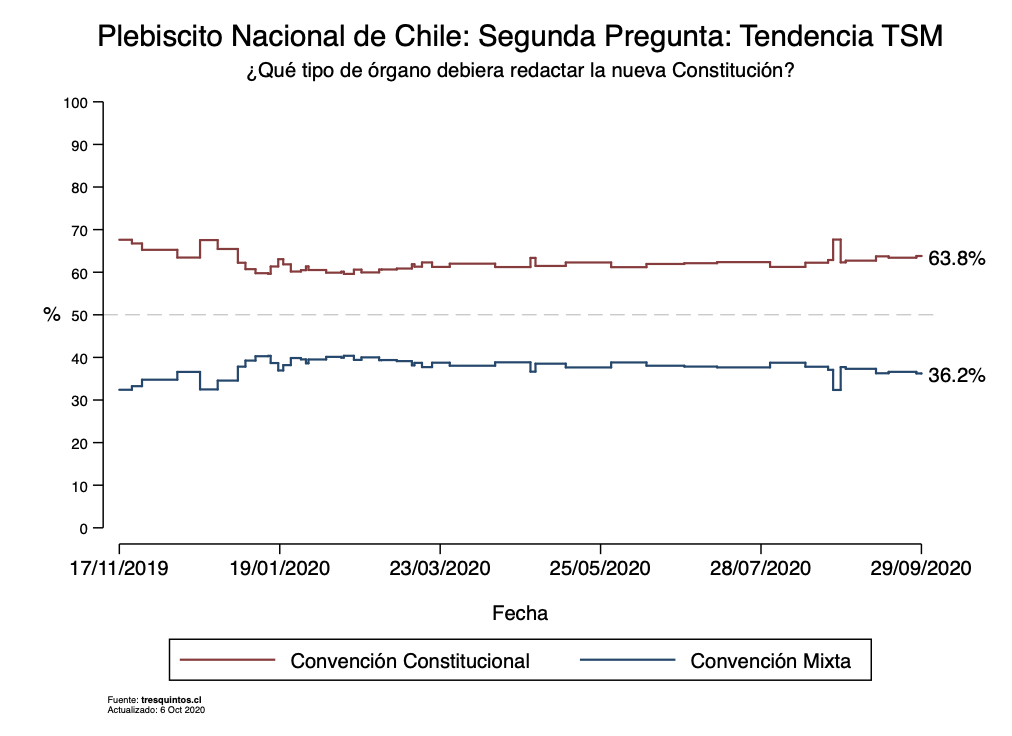 Plebiscito Nacional de Chile: Segunda Pregunta: Tendencia TSM
¿Qué tipo de órgano debiera redactar la nueva Constitución?
100
90
80
70
60
50
40
30
20
10
0
%
63.8%
36.2%
17/11/2019 19/01/2020 23/03/2020 25/05/2020 28/07/2020 29/09/2020
Fecha
Convención Constitucional Convención Mixta
Fuente: tresquintos.cl
Actualizado: 6 Oct 2020